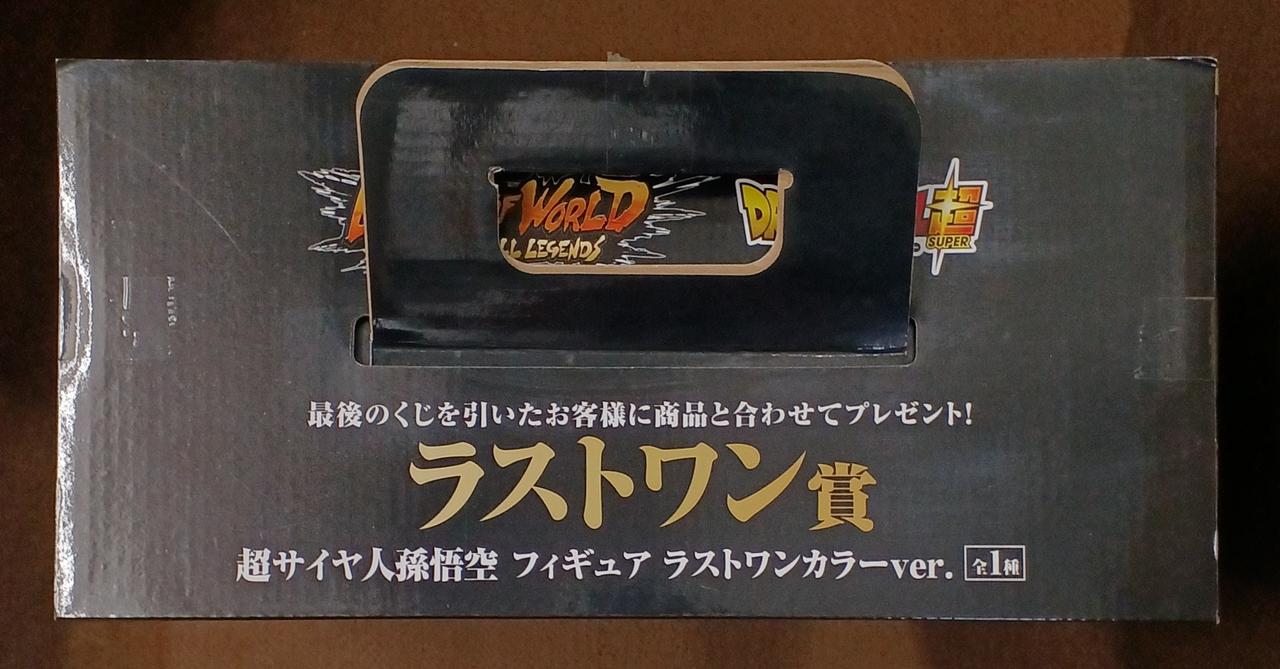 F WORLD
LL LEGENDS
DR
超
SUPER
最後のくじを引いたお客様に商品と合わせてプレゼント!
ラストワン賞
超サイヤ人孫悟空 フィギュア ラストワンカラーver. 全1種